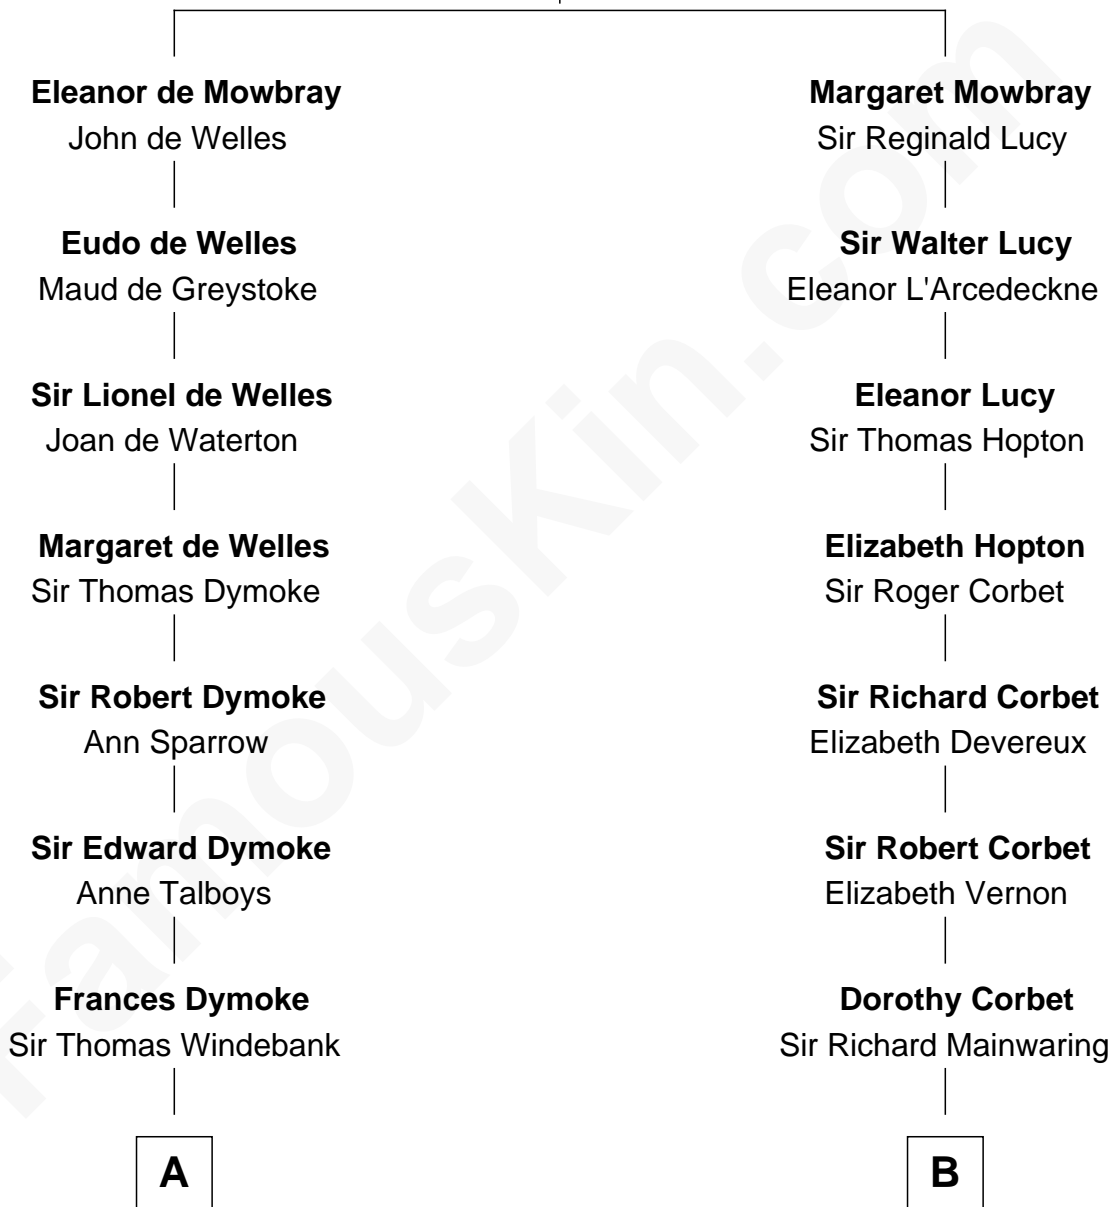 Eleanor de Mowbray
John de Welles
Eudo de Welles
Maud de Greystoke
Sir Lionel de Welles
Joan de Waterton
Margaret de Welles
Sir Thomas Dymoke
Sir Robert Dymoke
Ann Sparrow
Sir Edward Dymoke
Anne Talboys
Frances Dymoke
Sir Thomas Windebank
A
Margaret Mowbray
Sir Reginald Lucy
Sir Walter Lucy
Eleanor L'Arcedeckne
Eleanor Lucy
Sir Thomas Hopton
Elizabeth Hopton
Sir Roger Corbet
Sir Richard Corbet
Elizabeth Devereux
Sir Robert Corbet
Elizabeth Vernon
Dorothy Corbet
Sir Richard Mainwaring
B
FamousKin.com